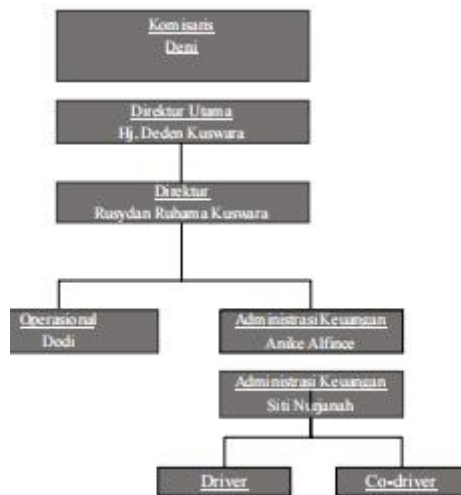 Komisaris
Deni
Direktur Utama
Hj. Deden Kuswara
Direktur
Rusydan Ruhama Kuswara
Operasional
Dodi
Administrasi Keuangan
Anike Alfince
Administrasi Keuangan
Siti Nurjanah
Driver
Co-driver